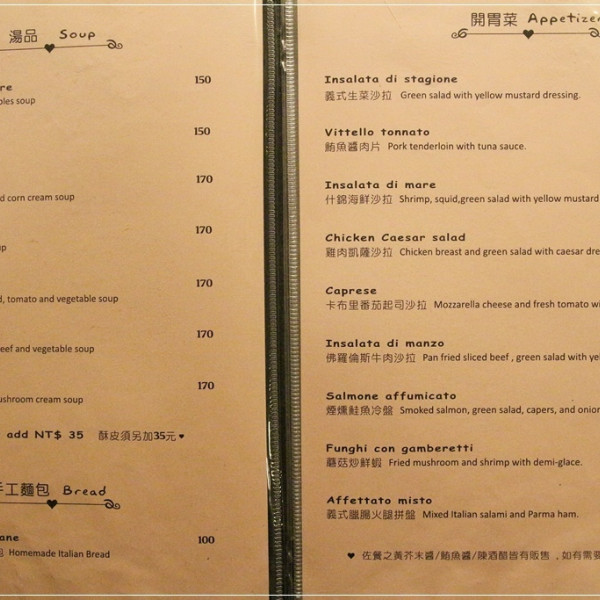 湯品 Soup
re 150
bles soup
150
170
d corn cream soup
170
up
170
d, tomato and vegetable soup
170
eef and vegetable soup
170
ushroom cream soup
add NT$ 35 酥皮須另加35元♥
手工麵包 Bread
ane 100
Homemade Italian Bread
開胃菜 Appetizer
Insalata di stagione
義式生菜沙拉 Green salad with yellow mustard dressing.
Vittello tonnato
鮪魚醬肉片 Pork tenderloin with tuna sauce.
Insalata di mare
什錦海鮮沙拉 Shrimp, squid,green salad with yellow mustard
Chicken Caesar salad
雞肉凱薩沙拉 Chicken breast and green salad with caesar dre
Caprese
卡布里番茄起司沙拉 Mozzarella cheese and fresh tomato wi
Insalata di manzo
佛羅倫斯牛肉沙拉 Pan fried sliced beef , green salad with yel
Salmone affumicato
煙燻鮭魚冷盤 Smoked salmon, green salad, capers, and onion
Funghi con gamberetti
蘑菇炒鮮蝦 Fried mushroom and shrimp with demi-glace.
Affettato misto
義式臘腸火腿拼盤 Mixed Italian salami and Parma ham.
♥ 佐餐之黃芥末醬/鮪魚醬/陳酒醋皆有販售 ,如有需要